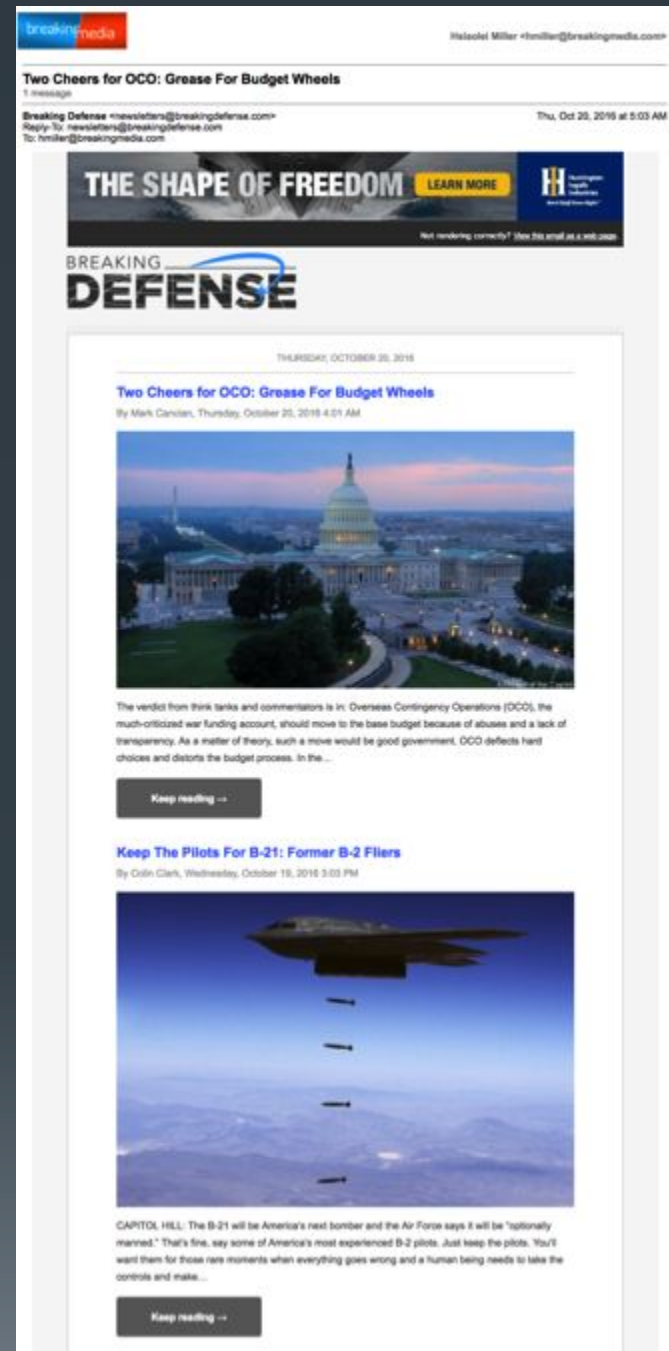 breakingmedia
Heisolei Miller <hmiller@breakingmedia.com>
Two Cheers for OCO: Grease For Budget Wheels
1 message
Breaking Defense <newsletters@breakingdefense.com>
Thu, Oct 20, 2016 at 5:03 AM
Reply-To: newsletters@breakingdefense.com
To: hmiller@breakingmedia.com
THE SHAPE OF FREEDOM
LEARN MORE
Huntington
Ingalls
Industries
Not rendering correctly? View this email as a web page
BREAKING
DEFENSE
THURSDAY, OCTOBER 20, 2016
Two Cheers for OCO: Grease For Budget Wheels
By Mark Cancian, Thursday, October 20, 2016 4:01 AM
The verdict from think tanks and commentators is in: Overseas Contingency Operations (OCO), the
much-criticized war funding account, should move to the base budget because of abuses and a lack of
transparency. As a matter of theory, such a move would be good government. OCO deflects hard
choices and distorts the budget process. In the...
Keep reading →
Keep The Pilots For B-21: Former B-2 Fliers
By Colin Clark, Wednesday, October 19, 2016 3:03 PM
CAPITOL HILL: The B-21 will be America's next bomber and the Air Force says it will be "optionally
manned." That's fine, say some of America's most experienced B-2 pilots. Just keep the pilots. You'll
want them for those rare moments when everything goes wrong and a human being needs to take the
controls and make...
Keep reading →